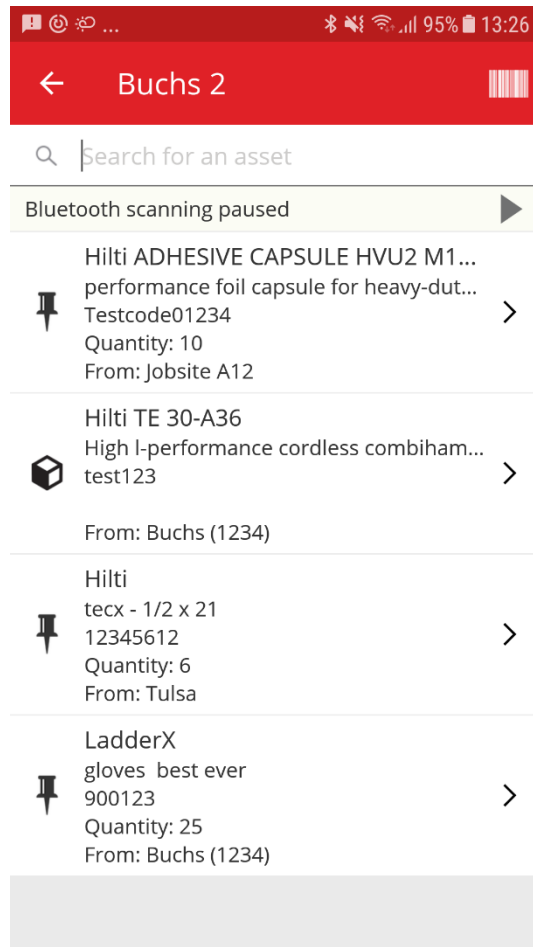 ... 95% 13:26
Buchs 2
Search for an asset
Bluetooth scanning paused
Hilti ADHESIVE CAPSULE HVU2 M1...
performance foil capsule for heavy-dut...
Testcode01234
Quantity: 10
From: Jobsite A12
Hilti TE 30-A36
High l-performance cordless combiham...
test123
From: Buchs (1234)
Hilti
tecx - 1/2 x 21
12345612
Quantity: 6
From: Tulsa
LadderX
gloves  best ever
900123
Quantity: 25
From: Buchs (1234)